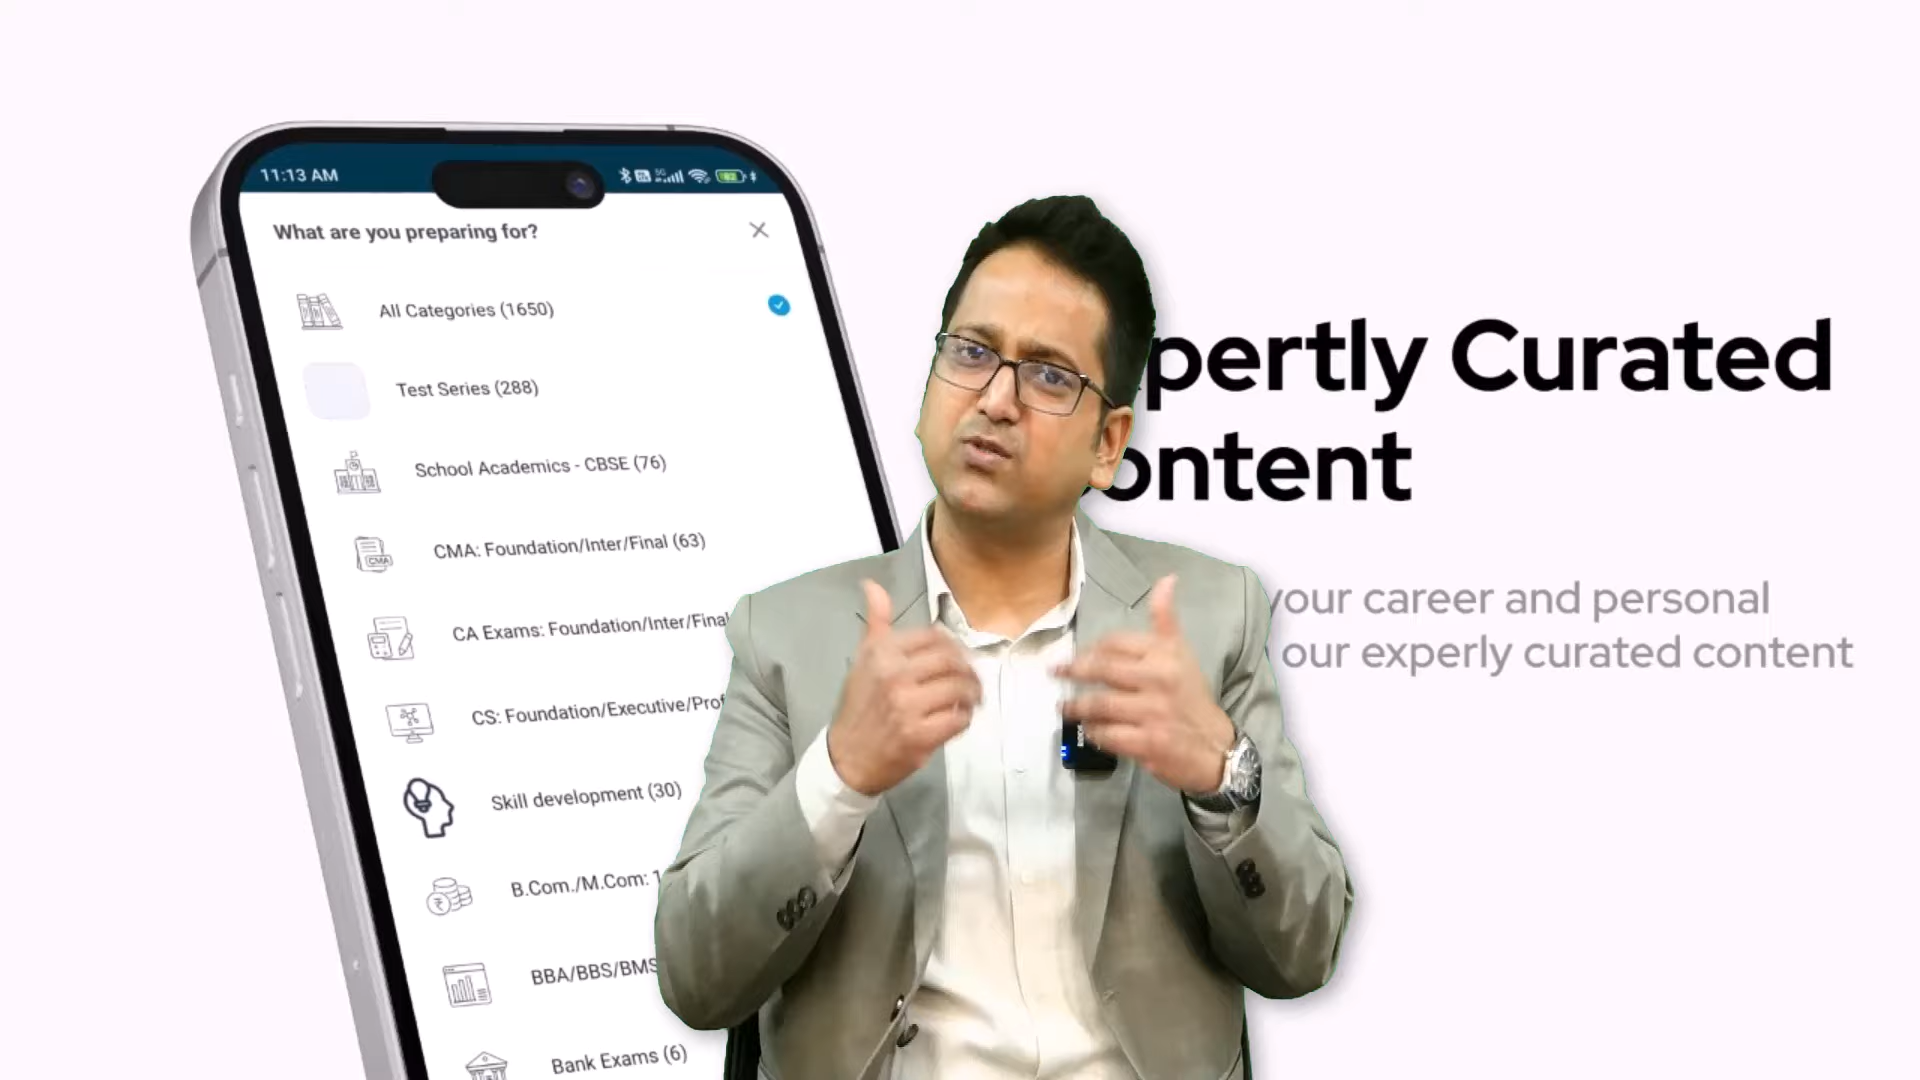 11:13 AM
What are you preparing for?
All Categories (1650)
Test Series (288)
School Academics - CBSE (76)
CMA: Foundation/Inter/Final (63)
CA Exams: Foundation/Inter/Final
CS: Foundation/Executive/Prof
Skill development (30)
B.Com./M.Com:
BBA/BBS/BMS
Bank Exams (6)
pertly Curated
ontent
your career and personal
our experly curated content